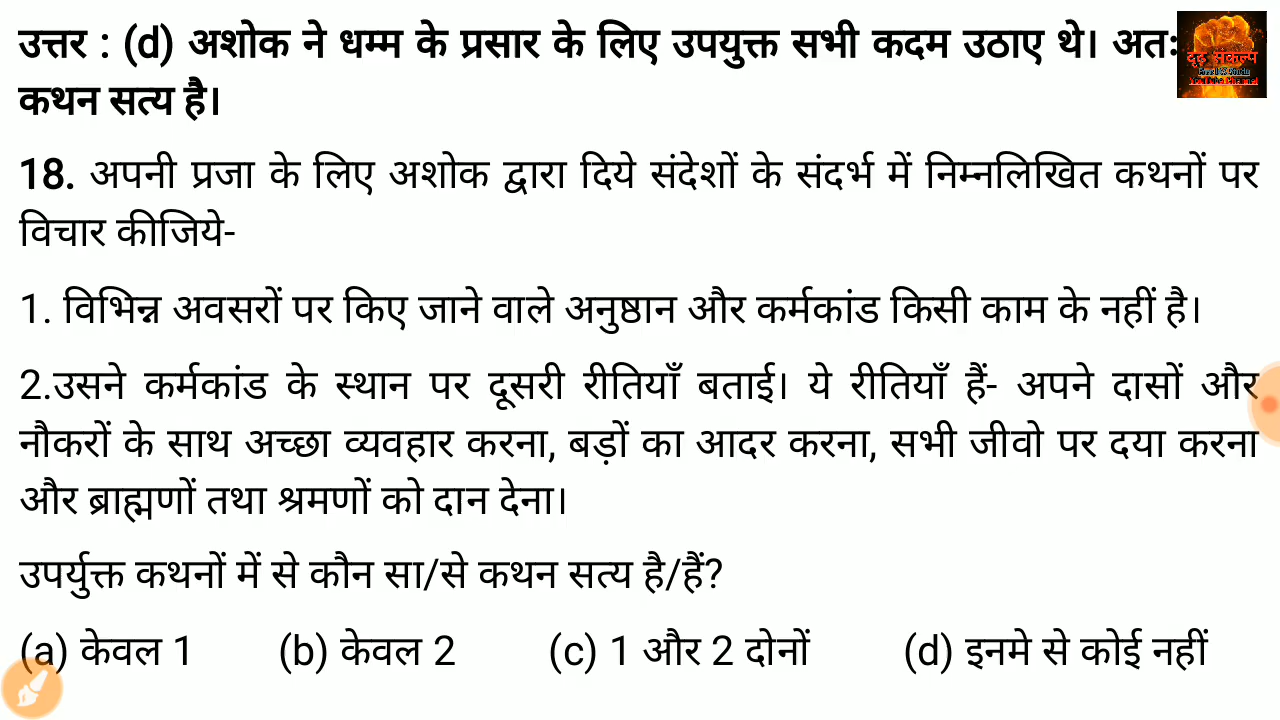 उत्तर : (d) अशोक ने धम्म के प्रसार के लिए उपयुक्त सभी कदम उठाए थे। अतः
कथन सत्य है।
दृढ़ संकल्प
18. अपनी प्रजा के लिए अशोक द्वारा दिये संदेशों के संदर्भ में निम्नलिखित कथनों पर
विचार कीजिये-
1. विभिन्न अवसरों पर किए जाने वाले अनुष्ठान और कर्मकांड किसी काम के नहीं है।
2.उसने कर्मकांड के स्थान पर दूसरी रीतियाँ बताई। ये रीतियाँ हैं- अपने दासों और
नौकरों के साथ अच्छा व्यवहार करना, बड़ों का आदर करना, सभी जीवो पर दया करना
और ब्राह्मणों तथा श्रमणों को दान देना।
उपर्युक्त कथनों में से कौन सा/से कथन सत्य है/हैं?
(a) केवल 1 (b) केवल 2 (c) 1 और 2 दोनों (d) इनमे से कोई नहीं